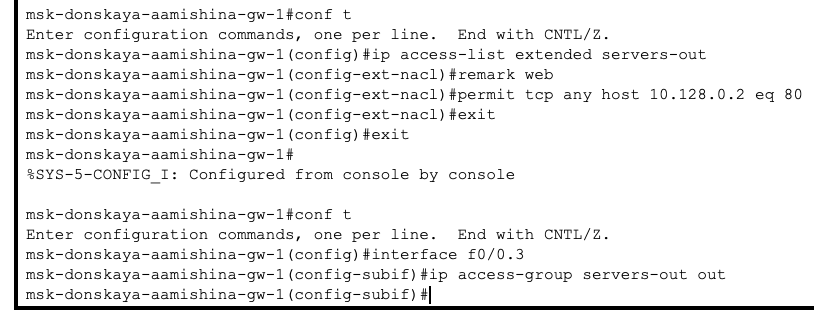 msk-donskaya-aamishina-gw-1#conf t
Enter configuration commands, one per line.  End with CNTL/Z.
msk-donskaya-aamishina-gw-1(config)#ip access-list extended servers-out
msk-donskaya-aamishina-gw-1(config-ext-nacl)#remark web
msk-donskaya-aamishina-gw-1(config-ext-nacl)#permit tcp any host 10.128.0.2 eq 80
msk-donskaya-aamishina-gw-1(config-ext-nacl)#exit
msk-donskaya-aamishina-gw-1(config)#exit
msk-donskaya-aamishina-gw-1#
%SYS-5-CONFIG_I: Configured from console by console

msk-donskaya-aamishina-gw-1#conf t
Enter configuration commands, one per line.  End with CNTL/Z.
msk-donskaya-aamishina-gw-1(config)#interface f0/0.3
msk-donskaya-aamishina-gw-1(config-subif)#ip access-group servers-out out
msk-donskaya-aamishina-gw-1(config-subif)#